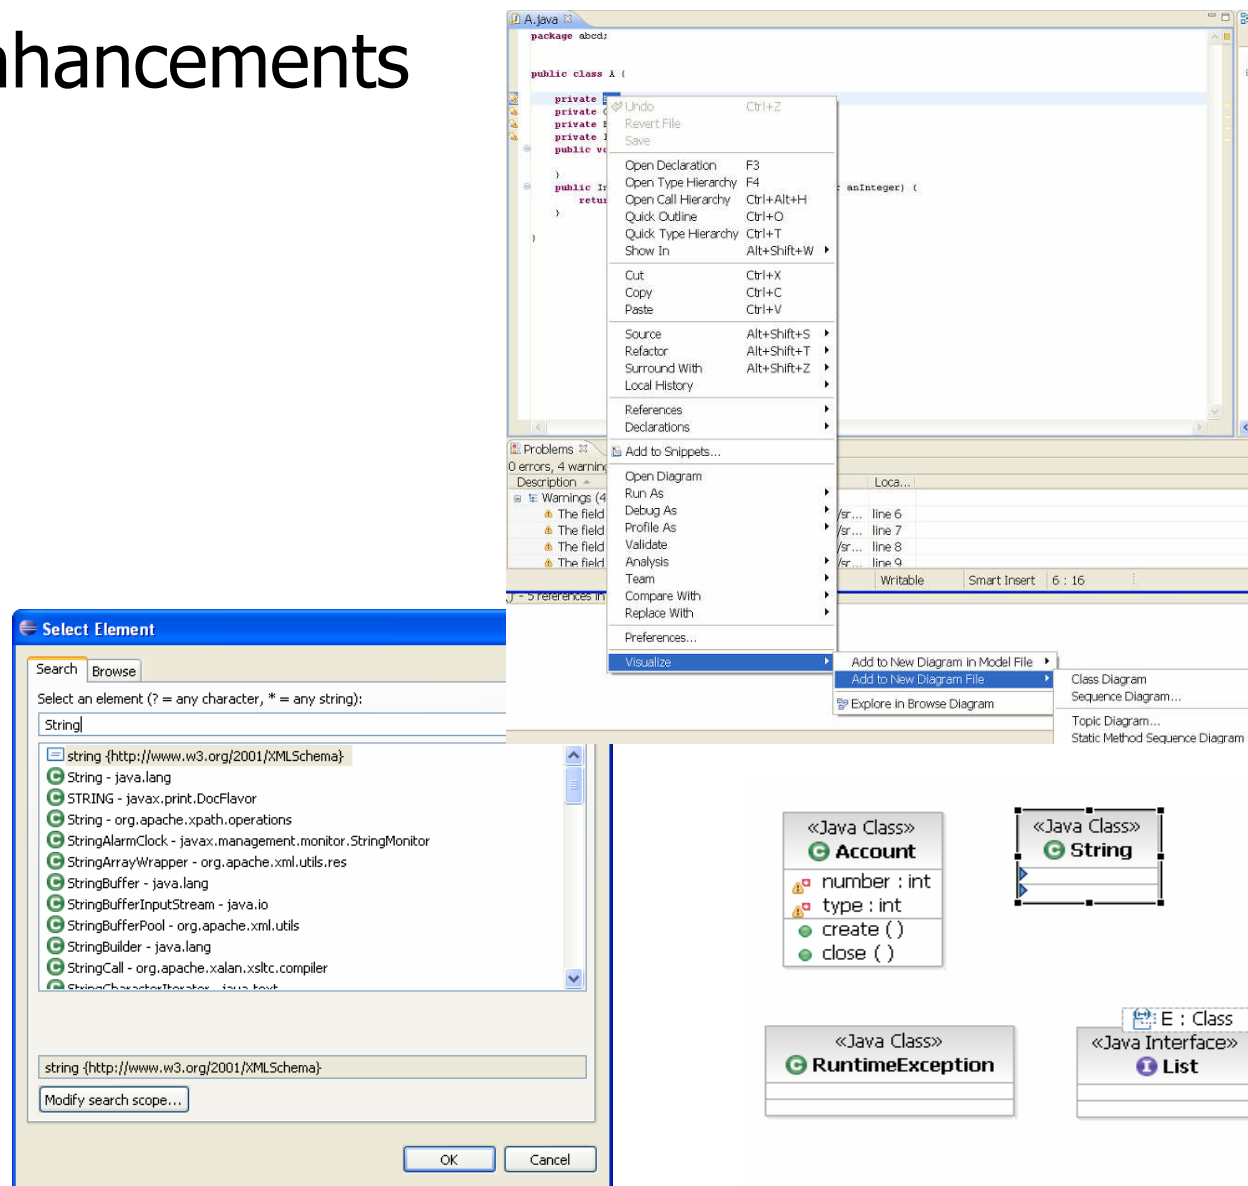 nhancements
A.java
package abcd;
public class A {
private
private
private
private
public
}
public anInteger) {
}
}
Undo Ctrl+Z
Revert File
Save
Open Declaration F3
Open Type Hierarchy F4
Open Call Hierarchy Ctrl+Alt+H
Quick Outline Ctrl+O
Quick Type Hierarchy Ctrl+T
Show In Alt+Shift+W
Cut Ctrl+X
Copy Ctrl+C
Paste Ctrl+V
Source Alt+Shift+S
Refactor Alt+Shift+T
Surround With Alt+Shift+Z
Local History
References
Declarations
Add to Snippets...
Open Diagram
Run As
Debug As
Profile As
Validate
Analysis
Team
Compare With
Replace With
Preferences...
Visualize
Add to New Diagram in Model File
Add to New Diagram File
Explore in Browse Diagram
Class Diagram
Sequence Diagram...
Topic Diagram...
Static Method Sequence Diagram
Problems
0 errors, 4 warning
Description Loca...
Warnings (4
The field /sr... line 6
The field /sr... line 7
The field /sr... line 8
The field /sr... line 9
Writable Smart Insert 6 : 16
- 5 references in
Select Element
Search Browse
Select an element (? = any character, * = any string):
String
string {http://www.w3.org/2001/XMLSchema}
String - java.lang
STRING - javax.print.DocFlavor
String - org.apache.xpath.operations
StringAlarmClock - javax.management.monitor.StringMonitor
StringArrayWrapper - org.apache.xml.utils.res
StringBuffer - java.lang
StringBufferInputStream - java.io
StringBufferPool - org.apache.xml.utils
StringBuilder - java.lang
StringCall - org.apache.xalan.xsltc.compiler
StringCharacterIterator - java.text
string {http://www.w3.org/2001/XMLSchema}
Modify search scope...
OK Cancel
«Java Class»
Account
number : int
type : int
create ( )
close ( )
«Java Class»
String
«Java Class»
RuntimeException
E : Class
«Java Interface»
List